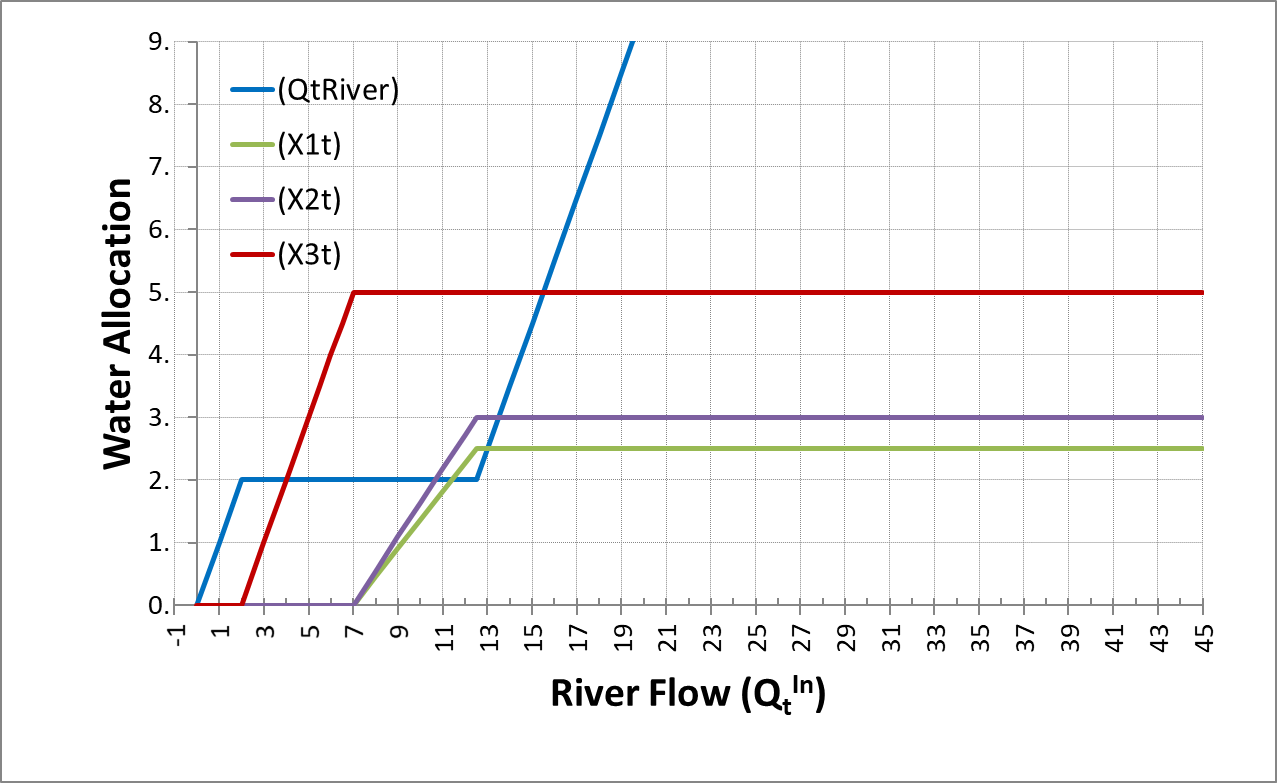 9.
8.
7.
6.
5.
4.
3.
2.
1.
0.
Water Allocation
(QtRiver)
(X1t)
(X2t)
(X3t)
-1 1 3 5 7 9 11 13 15 17 19 21 23 25 27 29 31 33 35 37 39 41 43 45
River Flow (QtIn)